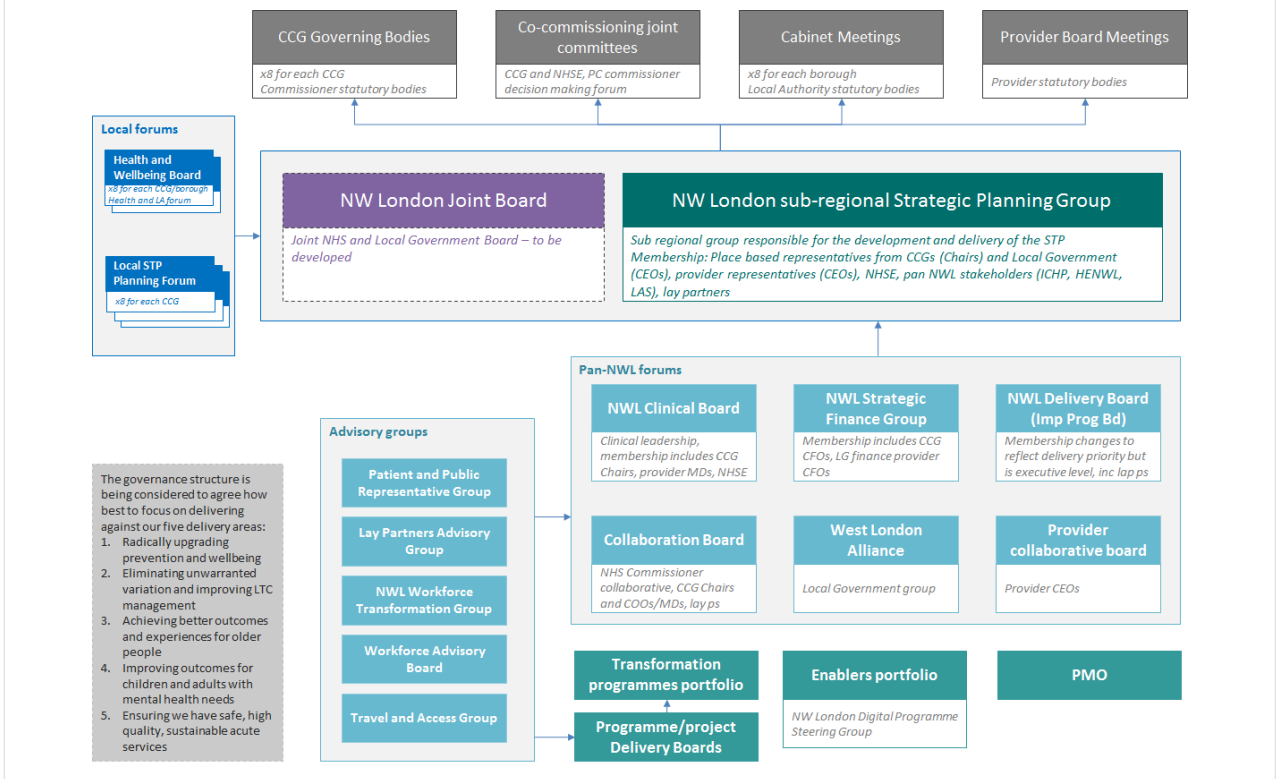 CCG Governing Bodies
x8 for each CCG
Commissioner statutory bodies
Co-commissioning joint
committees
CCG and NHSE, PC commissioner
decision making forum
Cabinet Meetings
x8 for each borough
Local Authority statutory bodies
Provider Board Meetings
Provider statutory bodies
Local forums
Health and
Wellbeing Board
x8 for each CCG/borough
Health and LA forum
Local STP
Planning Forum
x8 for each CCG
NW London Joint Board
Joint NHS and Local Government Board – to be
developed
NW London sub-regional Strategic Planning Group
Sub regional group responsible for the development and delivery of the STP
Membership: Place based representatives from CCGs (Chairs) and Local Government
(CEOs), provider representatives (CEOs), NHSE, pan NWL stakeholders (ICHP, HENWL,
LAS), lay partners
Pan-NWL forums
NWL Clinical Board
Clinical leadership,
membership includes CCG
Chairs, provider MDs, NHSE
NWL Strategic
Finance Group
Membership includes CCG
CFOs, LG finance provider
CFOs
NWL Delivery Board
(Imp Prog Bd)
Membership changes to
reflect delivery priority but
is executive level, inc lap ps
Collaboration Board
NHS Commissioner
collaborative, CCG Chairs
and COOs/MDs, lay ps
West London
Alliance
Local Government group
Provider
collaborative board
Provider CEOs
Advisory groups
Patient and Public
Representative Group
Lay Partners Advisory
Group
NWL Workforce
Transformation Group
Workforce Advisory
Board
Travel and Access Group
The governance structure is
being considered to agree how
best to focus on delivering
against our five delivery areas:
1. Radically upgrading
prevention and wellbeing
2. Eliminating unwarranted
variation and improving LTC
management
3. Achieving better outcomes
and experiences for older
people
4. Improving outcomes for
children and adults with
mental health needs
5. Ensuring we have safe, high
quality, sustainable acute
services
Transformation
programmes portfolio
Programme/project
Delivery Boards
Enablers portfolio
NW London Digital Programme
Steering Group
PMO